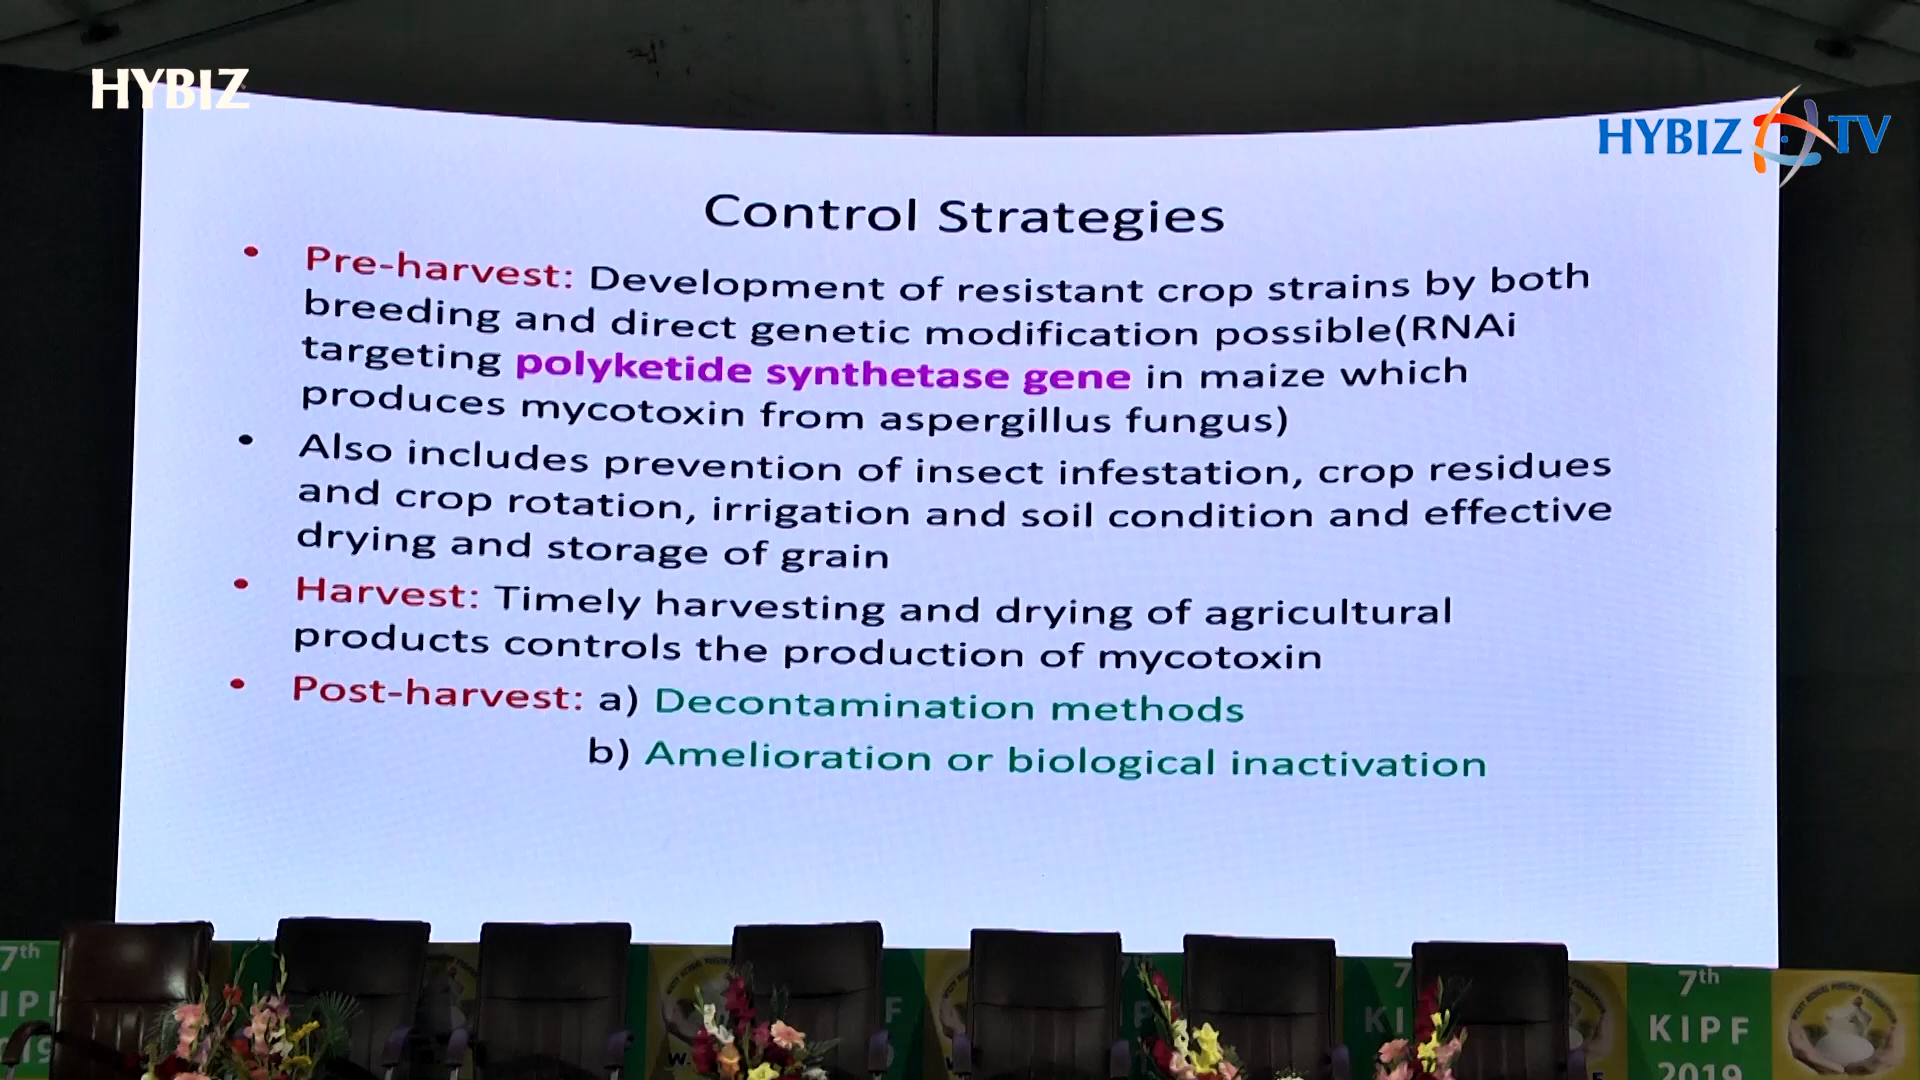 HYBIZ
HYBIZ TV
Control Strategies
• Pre-harvest: Development of resistant crop strains by both
breeding and direct genetic modification possible(RNAi
targeting polyketide synthetase gene in maize which
produces mycotoxin from aspergillus fungus)
• Also includes prevention of insect infestation, crop residues
and crop rotation, irrigation and soil condition and effective
drying and storage of grain
• Harvest: Timely harvesting and drying of agricultural
products controls the production of mycotoxin
• Post-harvest: a) Decontamination methods
b) Amelioration or biological inactivation
7th
KIPF
2019